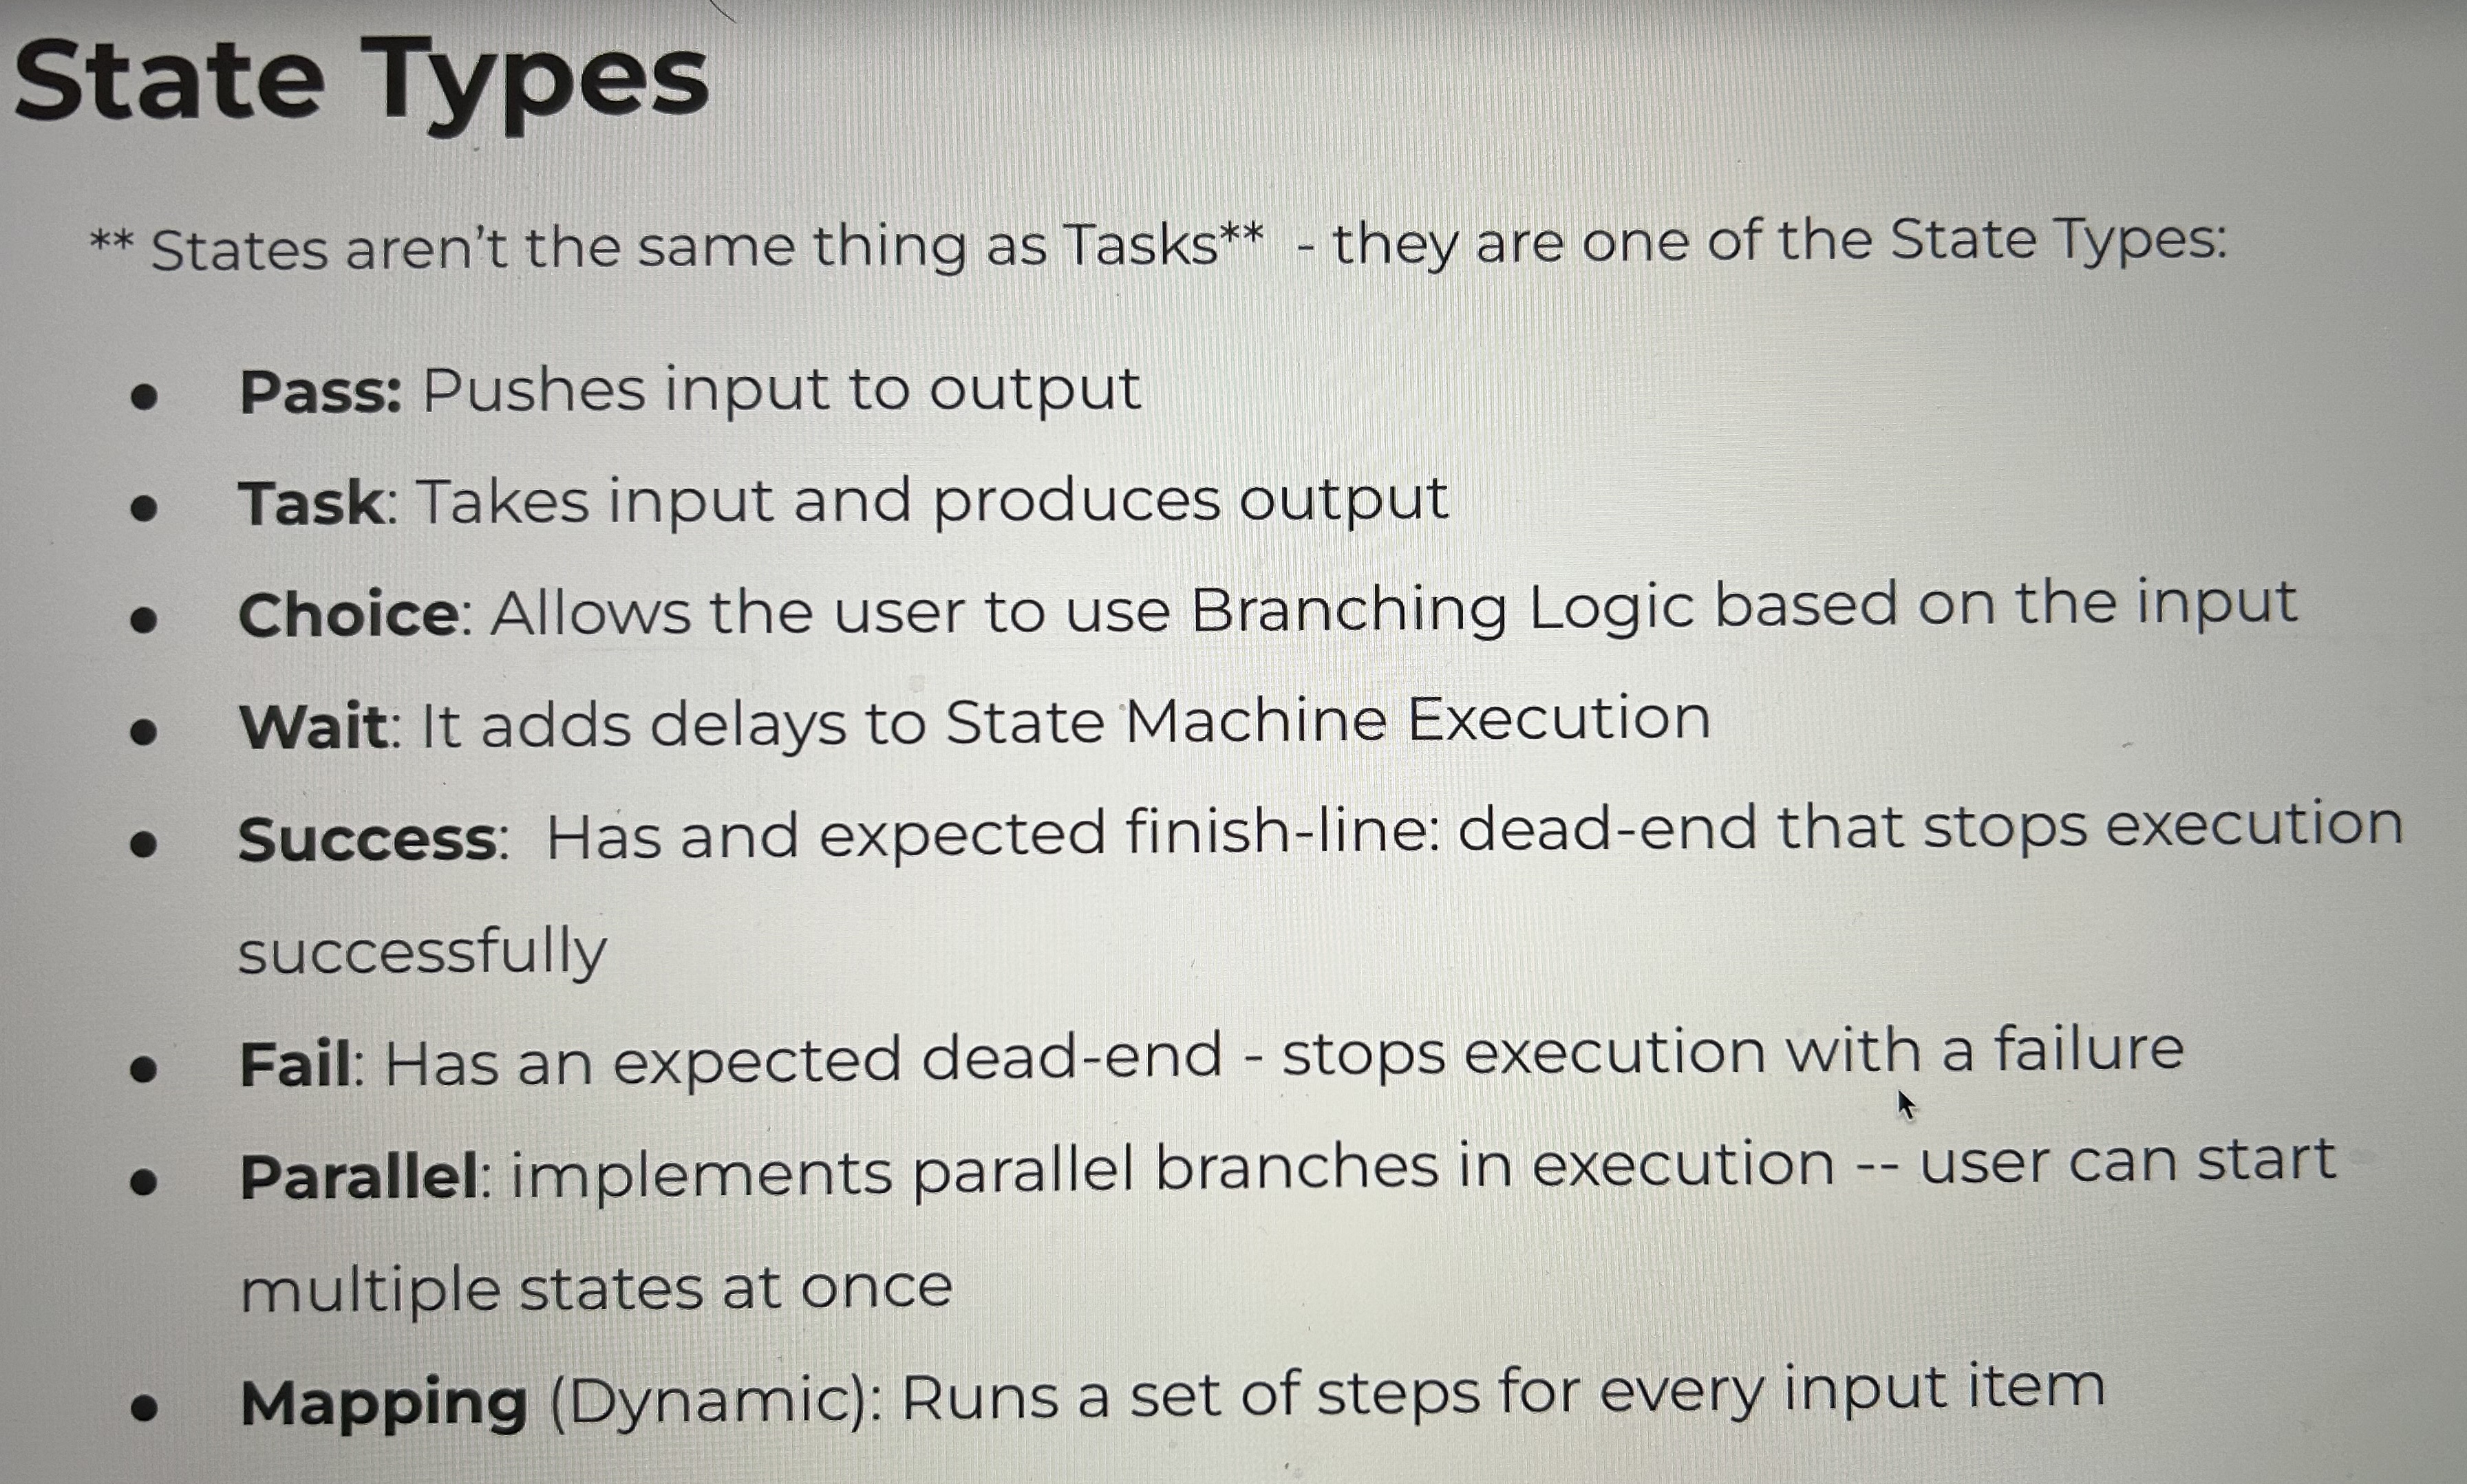 State Types
** States aren't the same thing as Tasks** - they are one of the State Types:
● Pass: Pushes input to output
● Task: Takes input and produces output
● Choice: Allows the user to use Branching Logic based on the input
● Wait: It adds delays to State Machine Execution
● Success: Has and expected finish-line: dead-end that stops execution
successfully
● Fail: Has an expected dead-end - stops execution with a failure
● Parallel: implements parallel branches in execution -- user can start
multiple states at once
● Mapping (Dynamic): Runs a set of steps for every input item